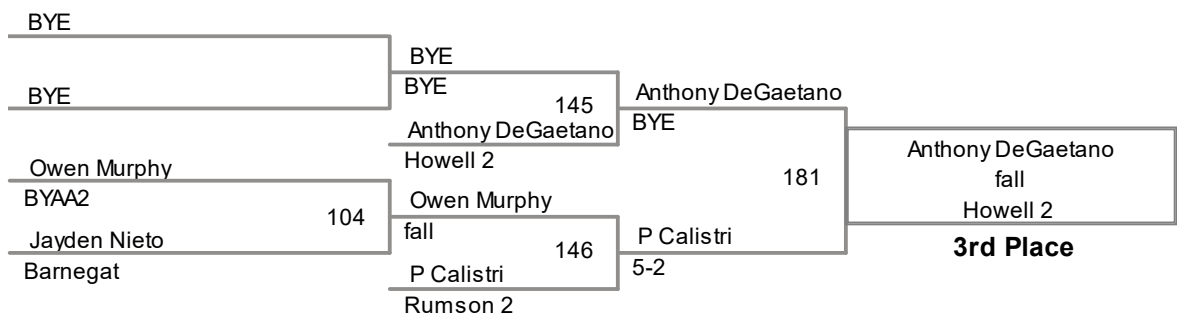 BYE
BYE
BYE
BYE
145
Anthony DeGaetano
Howell 2
Anthony DeGaetano
BYE
Owen Murphy
BYAA2
104
Jayden Nieto
Barnegat
Owen Murphy
fall
146
P Calistri
Rumson 2
P Calistri
5-2
181
Anthony DeGaetano
fall
Howell 2
3rd Place